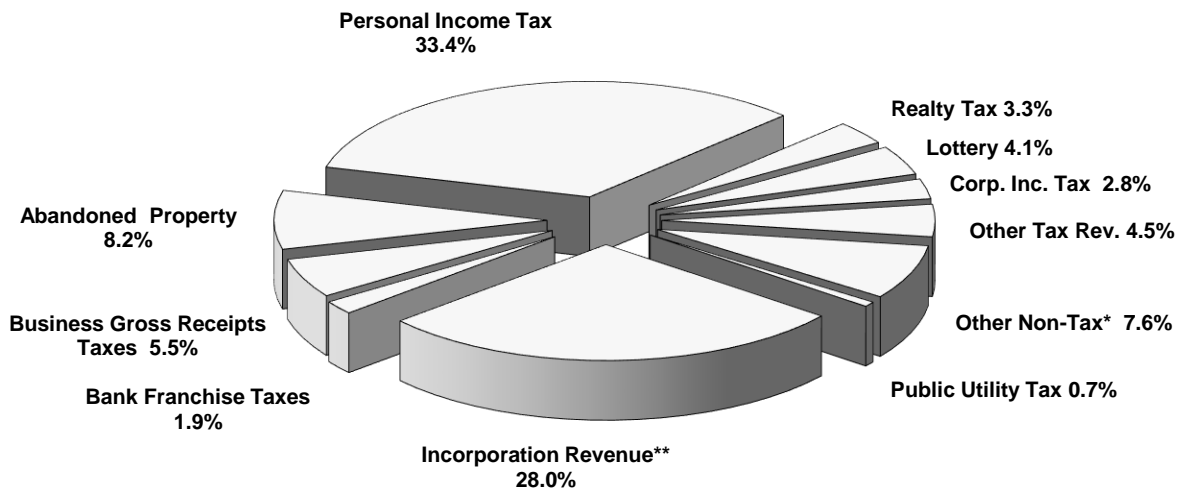 Personal Income Tax
33.4%
Realty Tax 3.3%
Lottery 4.1%
Corp. Inc. Tax 2.8%
Other Tax Rev. 4.5%
Other Non-Tax* 7.6%
Public Utility Tax 0.7%
Incorporation Revenue**
28.0%
Bank Franchise Taxes
1.9%
Business Gross Receipts
Taxes 5.5%
Abandoned Property
8.2%